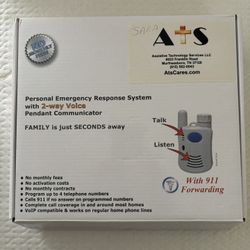 SAMPLE
ATS
Assistive Technology Services LLC
Murfreesboro, TN
AtsCares.com
Personal Emergency Response System
with 2-way Voice
Pendant Communicator
FAMILY is just SECONDS away
Talk
Listen
With 911
Forwarding
No monthly fees
No activation costs
No monthly contracts
Program up to 4 telephone numbers
Calls 911 if no answer on programmed numbers
Complete call coverage in and around most homes
VoIP compatible & works on regular home phone lines